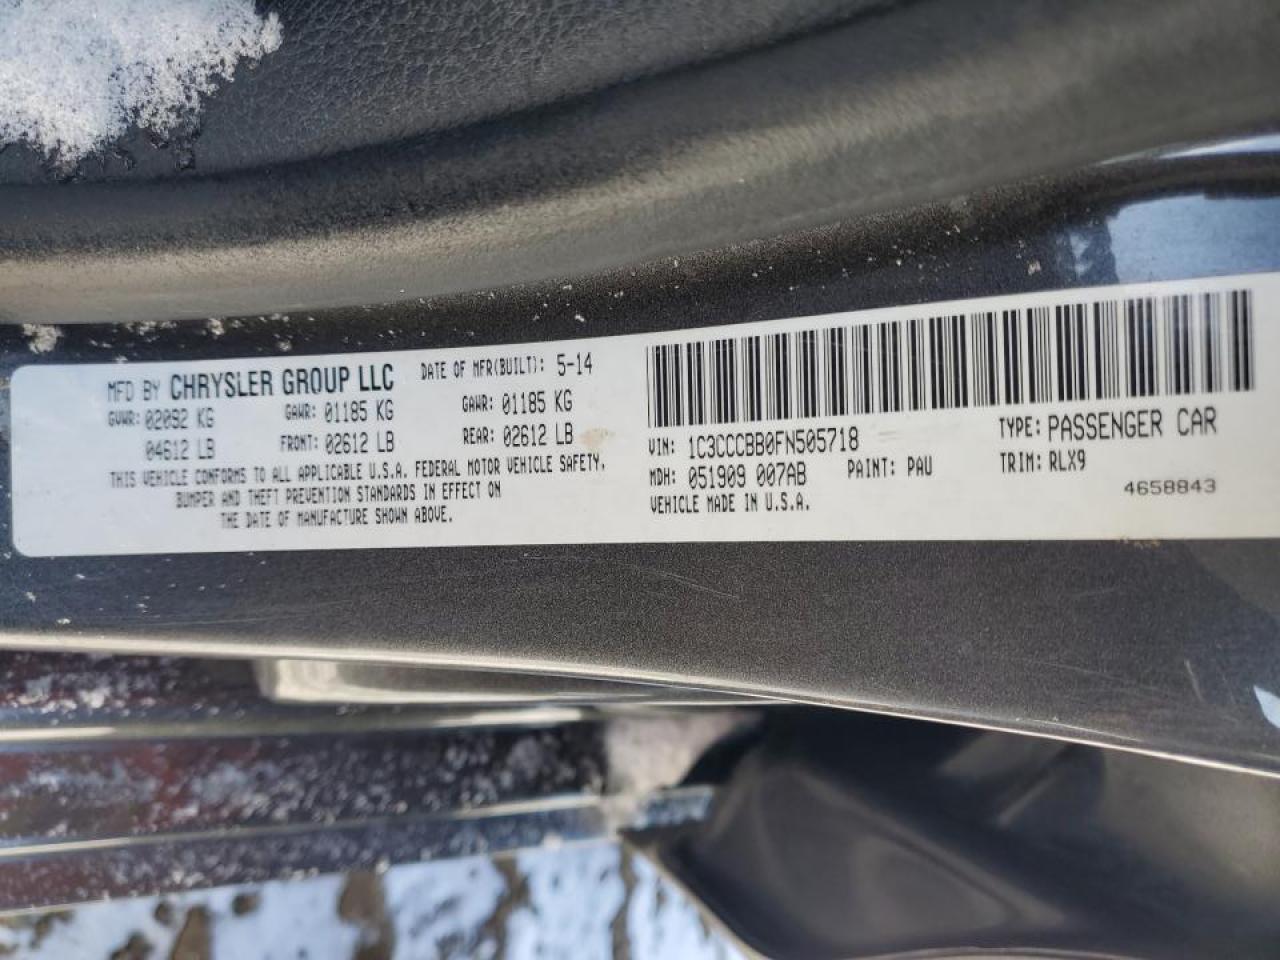 MFD BY CHRYSLER GROUP LLC DATE OF MFR(BUILT): 5-14
GVWR: 02092 KG GAWR: 01185 KG GAWR: 01185 KG
04612 LB FRONT: 02612 LB REAR: 02612 LB
THIS VEHICLE CONFORMS TO ALL APPLICABLE U.S.A. FEDERAL MOTOR VEHICLE SAFETY,
BUMPER AND THEFT PREVENTION STANDARDS IN EFFECT ON
THE DATE OF MANUFACTURE SHOWN ABOVE.
VIN: 1C3CCCBB0FN505718 TYPE: PASSENGER CAR
MDH: 051909 007AB PAINT: PAU TRIM: RLX9
VEHICLE MADE IN U.S.A. 4658843